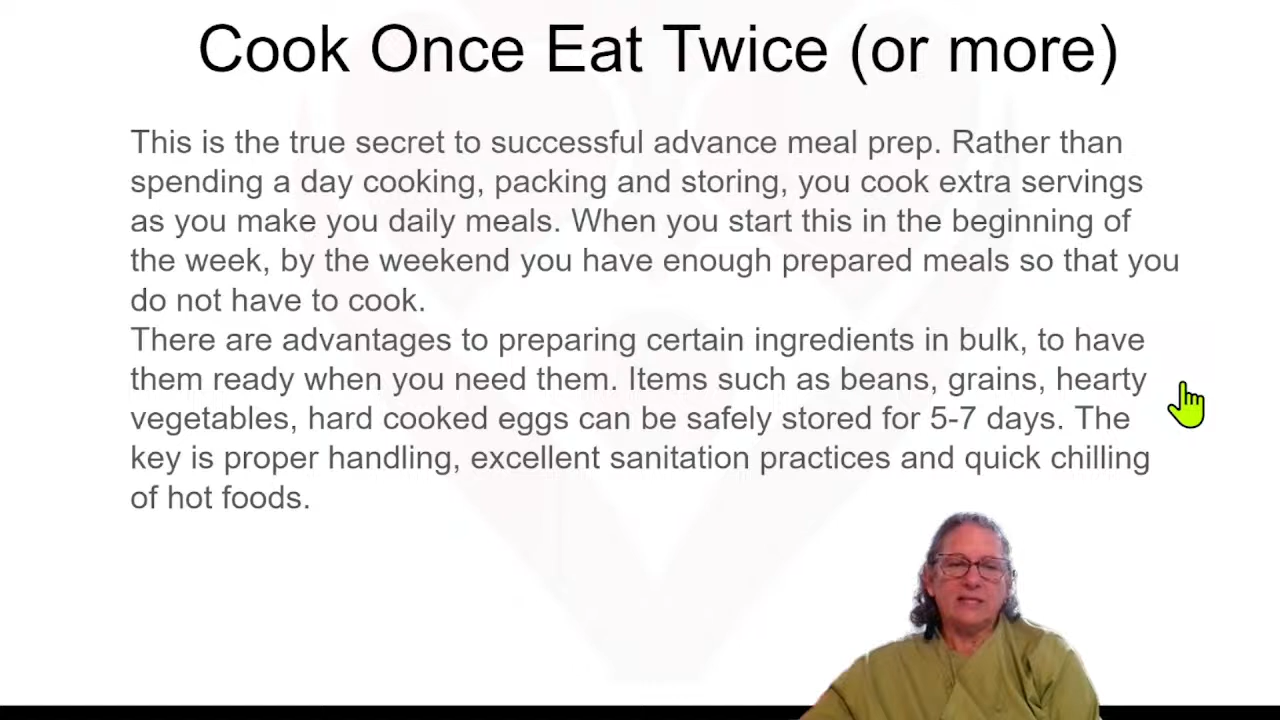 Cook Once Eat Twice (or more)
This is the true secret to successful advance meal prep. Rather than
spending a day cooking, packing and storing, you cook extra servings
as you make you daily meals. When you start this in the beginning of
the week, by the weekend you have enough prepared meals so that you
do not have to cook.
There are advantages to preparing certain ingredients in bulk, to have
them ready when you need them. Items such as beans, grains, hearty
vegetables, hard cooked eggs can be safely stored for 5-7 days. The
key is proper handling, excellent sanitation practices and quick chilling
of hot foods.